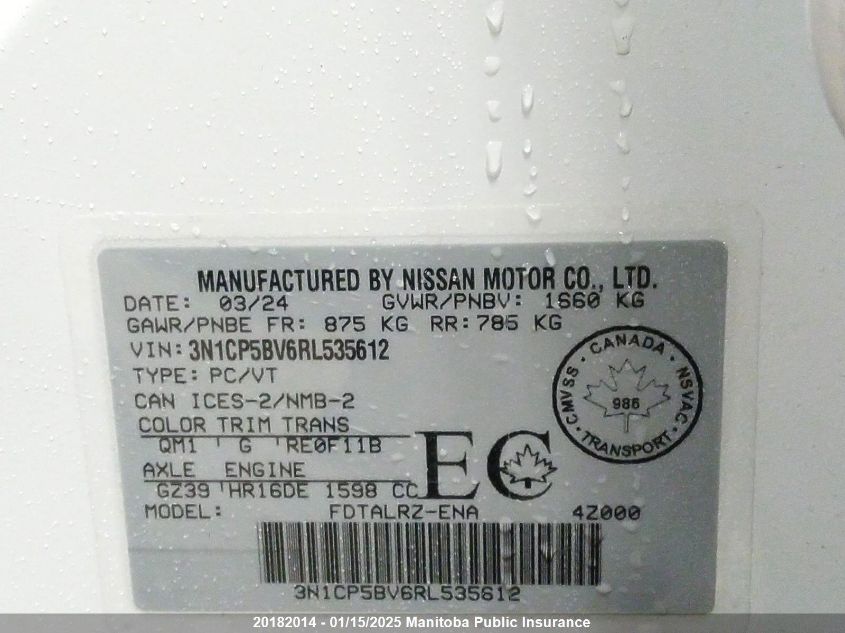 MANUFACTURED BY NISSAN MOTOR CO., LTD.
DATE: 03/24 GVWR/PNBV: 1660 KG
GAWR/PNBE FR: 875 KG RR: 785 KG
VIN: 3N1CP5BV6RL535612
TYPE: PC/VT
CAN ICES-2/NMB-2
COLOR TRIM TRANS
QM1 G RE0F11B
AXLE ENGINE
GZ39 HR16DE 1598 CC
MODEL: FDTALRZ-ENA 4Z000
EC
CANADA
CMVSS NSVAC
986
TRANSPORT
3N1CP5BV6RL535612
20182014 - 01/15/2025 Manitoba Public Insurance